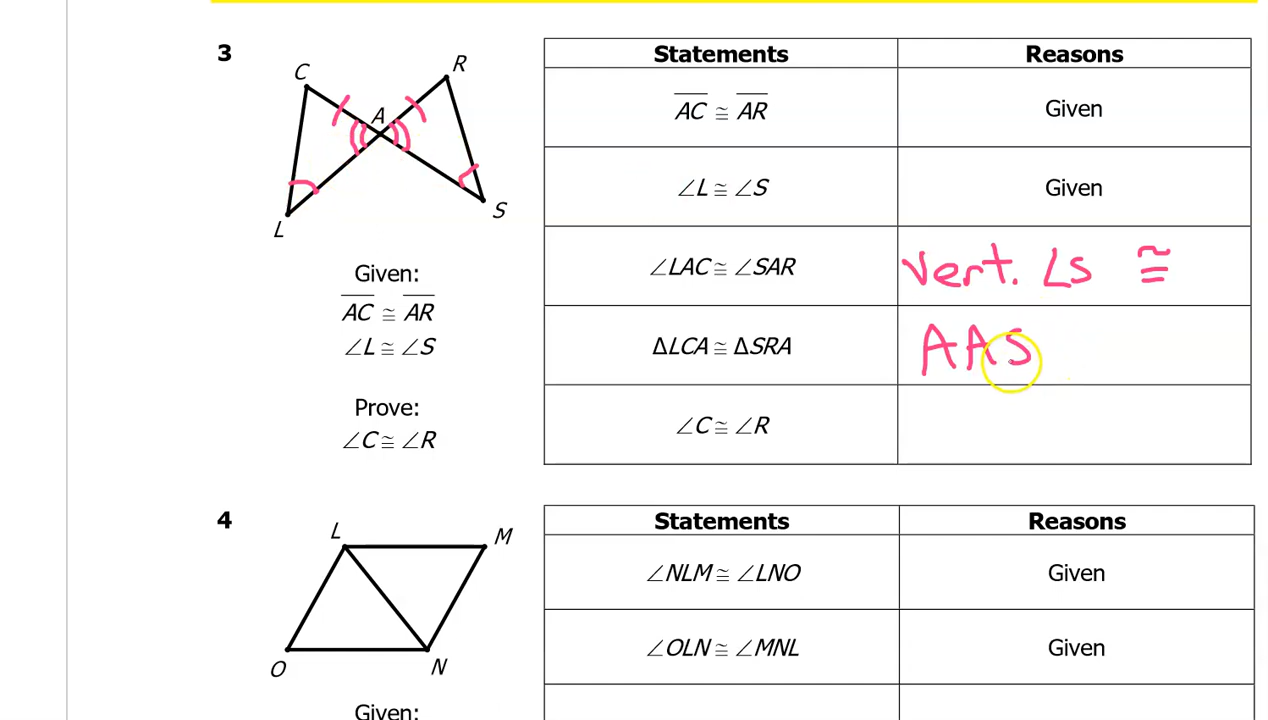 3
C
R
A
L
S
Given:
AC ≅ AR
∠L ≅ ∠S
Prove:
∠C ≅ ∠R
Statements Reasons
AC ≅ AR Given
∠L ≅ ∠S Given
∠LAC ≅ ∠SAR Vert. ∠s ≅
ΔLCA ≅ ΔSRA AAS
∠C ≅ ∠R
4
L
M
O
N
Given:
Statements Reasons
∠NLM ≅ ∠LNO Given
∠OLN ≅ ∠MNL Given